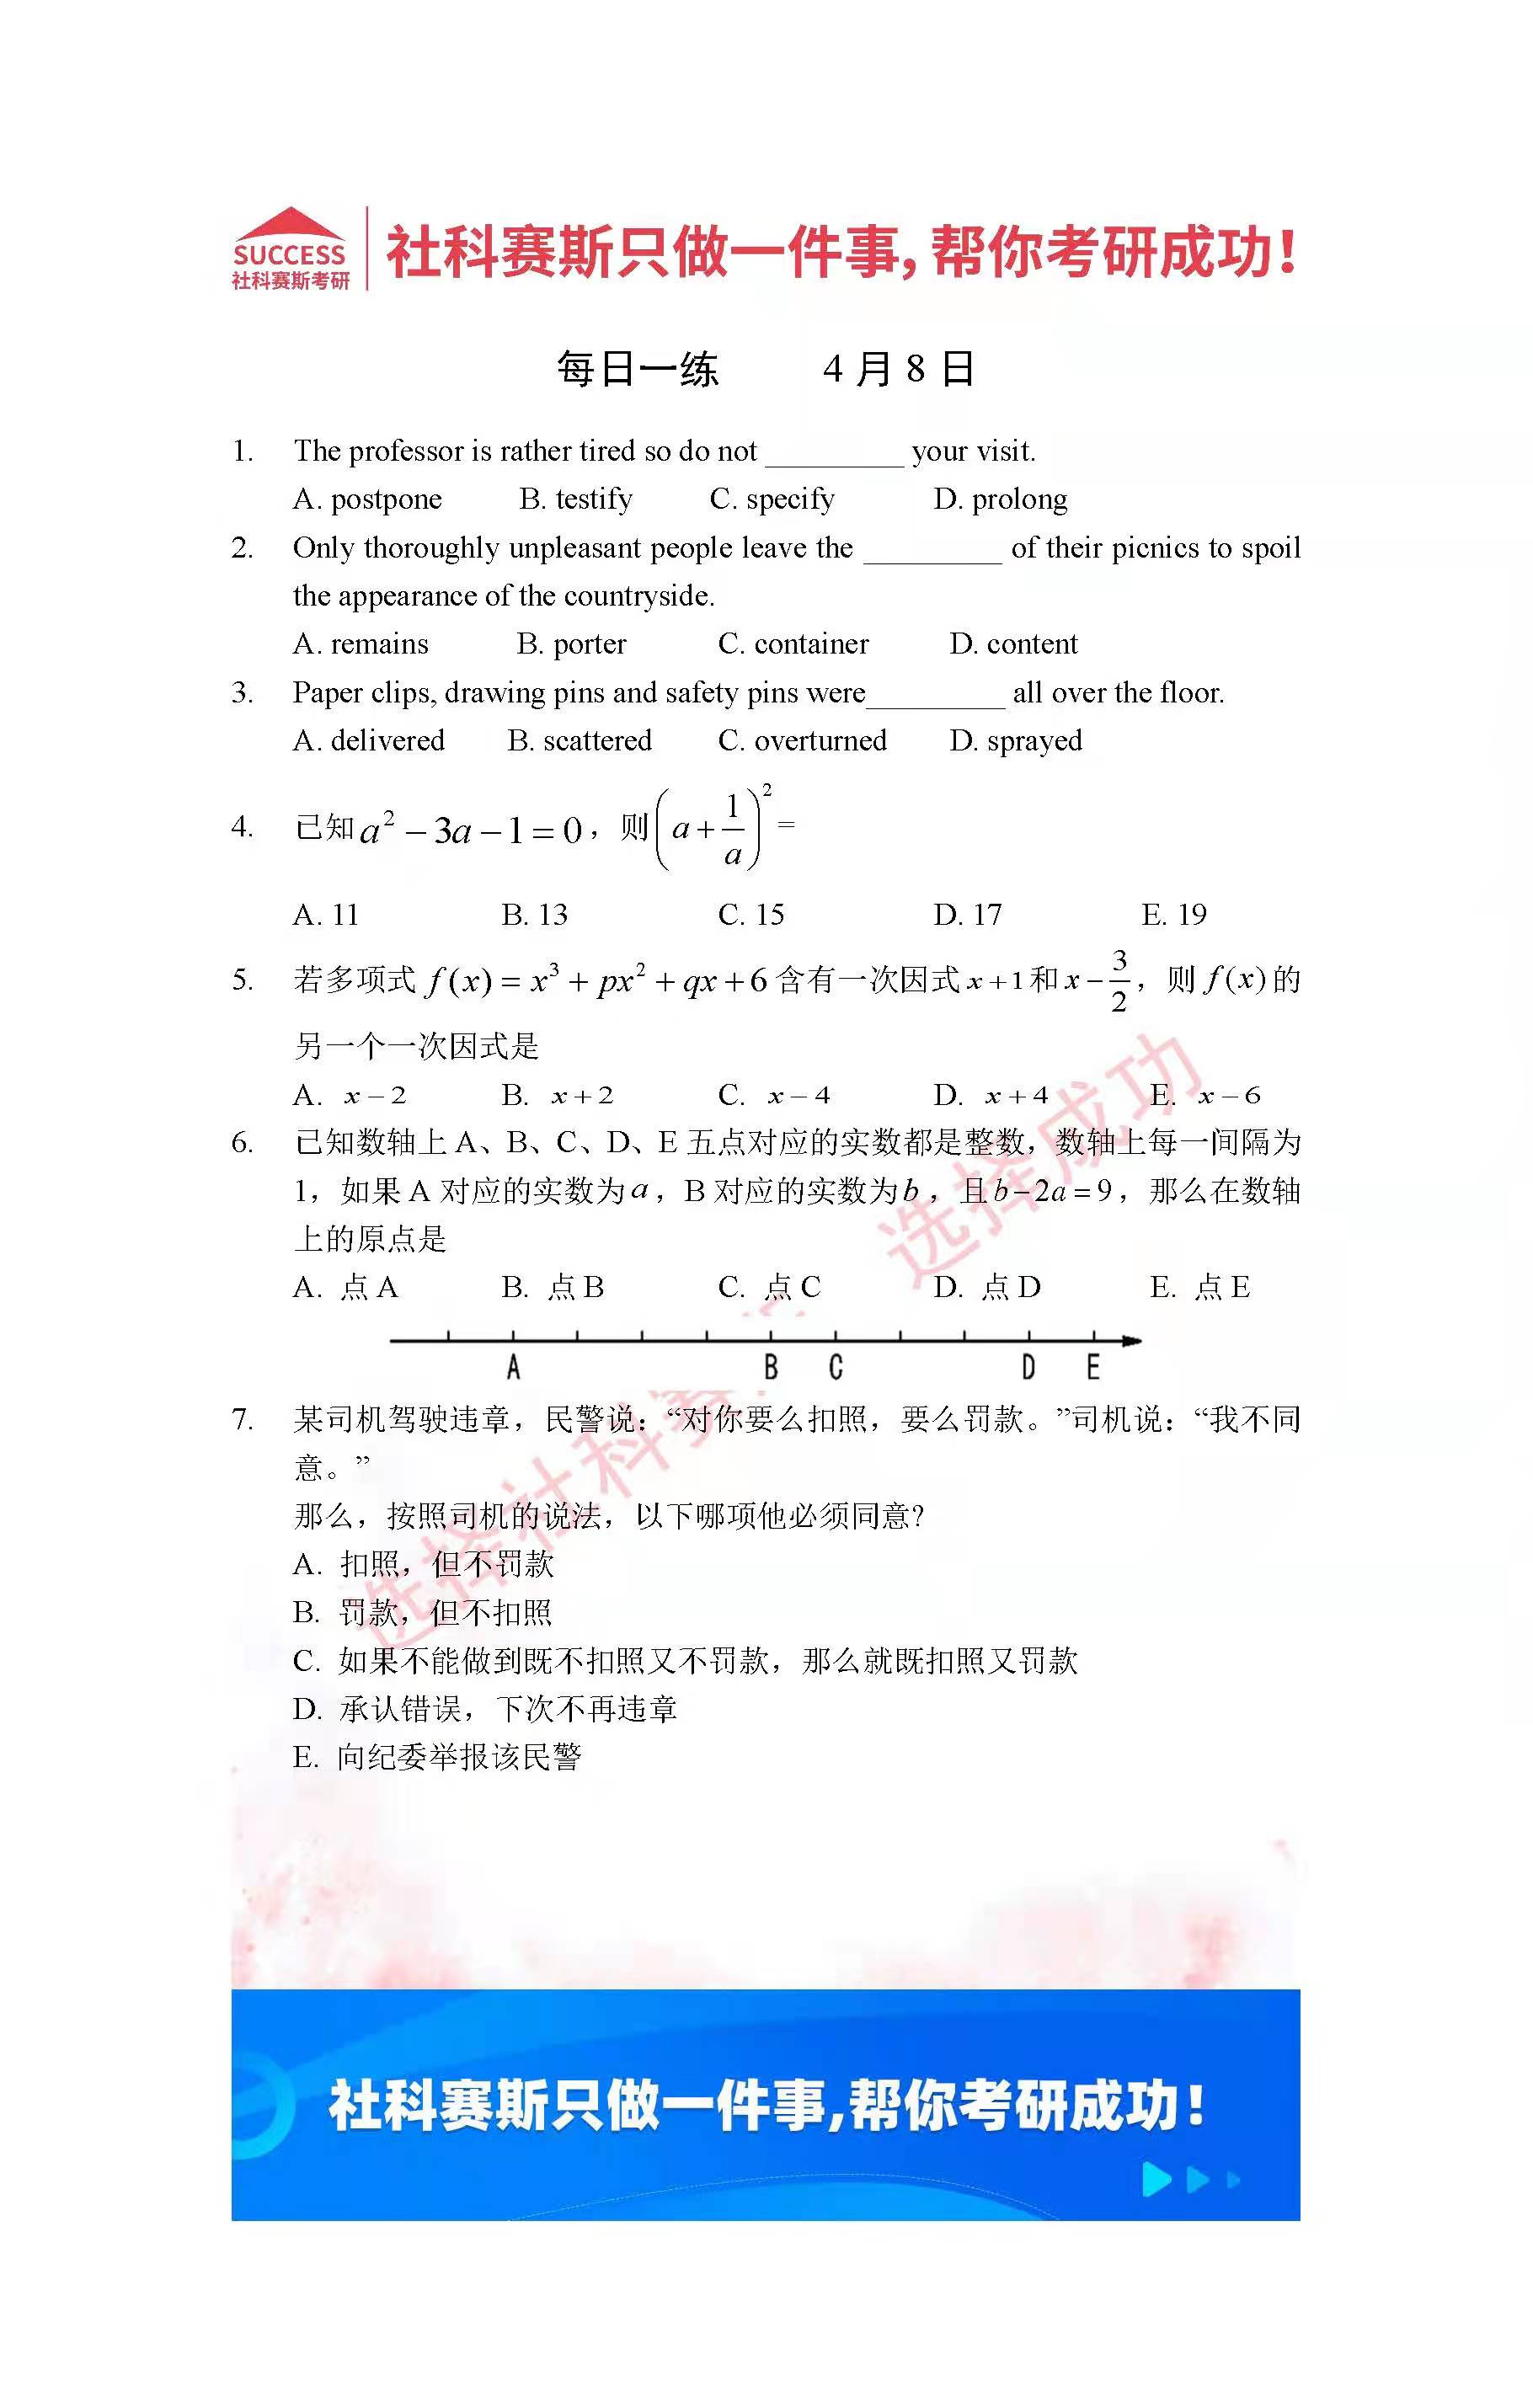 SUCCESS
社科赛斯考研
社科赛斯只做一件事,帮你考研成功!
每日一练 4月8日
1. The professor is rather tired so do not _________ your visit.
A. postpone B. testify C. specify D. prolong
2. Only thoroughly unpleasant people leave the _________ of their picnics to spoil
the appearance of the countryside.
A. remains B. porter C. container D. content
3. Paper clips, drawing pins and safety pins were_________ all over the floor.
A. delivered B. scattered C. overturned D. sprayed
4. 已知a² − 3a − 1 = 0，则(a + 1/a)²=
A. 11 B. 13 C. 15 D. 17 E. 19
5. 若多项式 f(x) = x³ + px² + qx + 6 含有一次因式 x + 1 和 x − 3/2，则 f(x) 的
另一个一次因式是
A. x − 2 B. x + 2 C. x − 4 D. x + 4 E. x − 6
6. 已知数轴上 A、B、C、D、E 五点对应的实数都是整数，数轴上每一间隔为
1，如果 A 对应的实数为 a，B 对应的实数为 b，且 b − 2a = 9，那么在数轴
上的原点是
A. 点 A B. 点 B C. 点 C D. 点 D E. 点 E
A B C D E
7. 某司机驾驶违章，民警说：“对你要么扣照，要么罚款。”司机说：“我不同
意。”
那么，按照司机的说法，以下哪项他必须同意?
A. 扣照，但不罚款
B. 罚款，但不扣照
C. 如果不能做到既不扣照又不罚款，那么就既扣照又罚款
D. 承认错误，下次不再违章
E. 向纪委举报该民警
选择社科赛 选择成功
社科赛斯只做一件事,帮你考研成功!